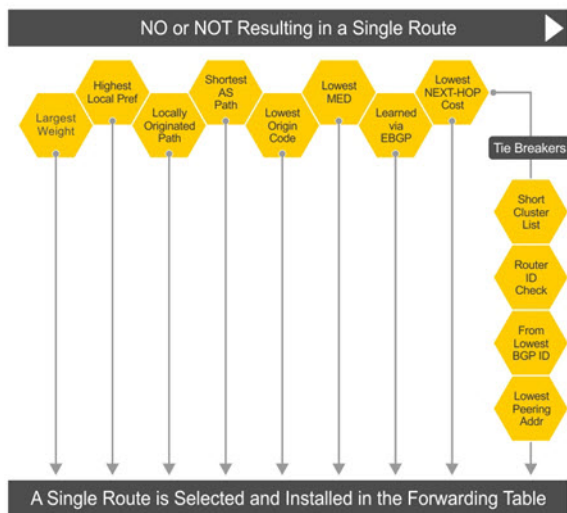 NO or NOT Resulting in a Single Route
Largest
Weight
Highest
Local Pref
Locally
Originated
Path
Shortest
AS
Path
Lowest
Origin
Code
Lowest
MED
Learned
via
EBGP
Lowest
NEXT-HOP
Cost
Tie Breakers
Short
Cluster
List
Router
ID
Check
From
Lowest
BGP ID
Lowest
Peering
Addr
A Single Route is Selected and Installed in the Forwarding Table